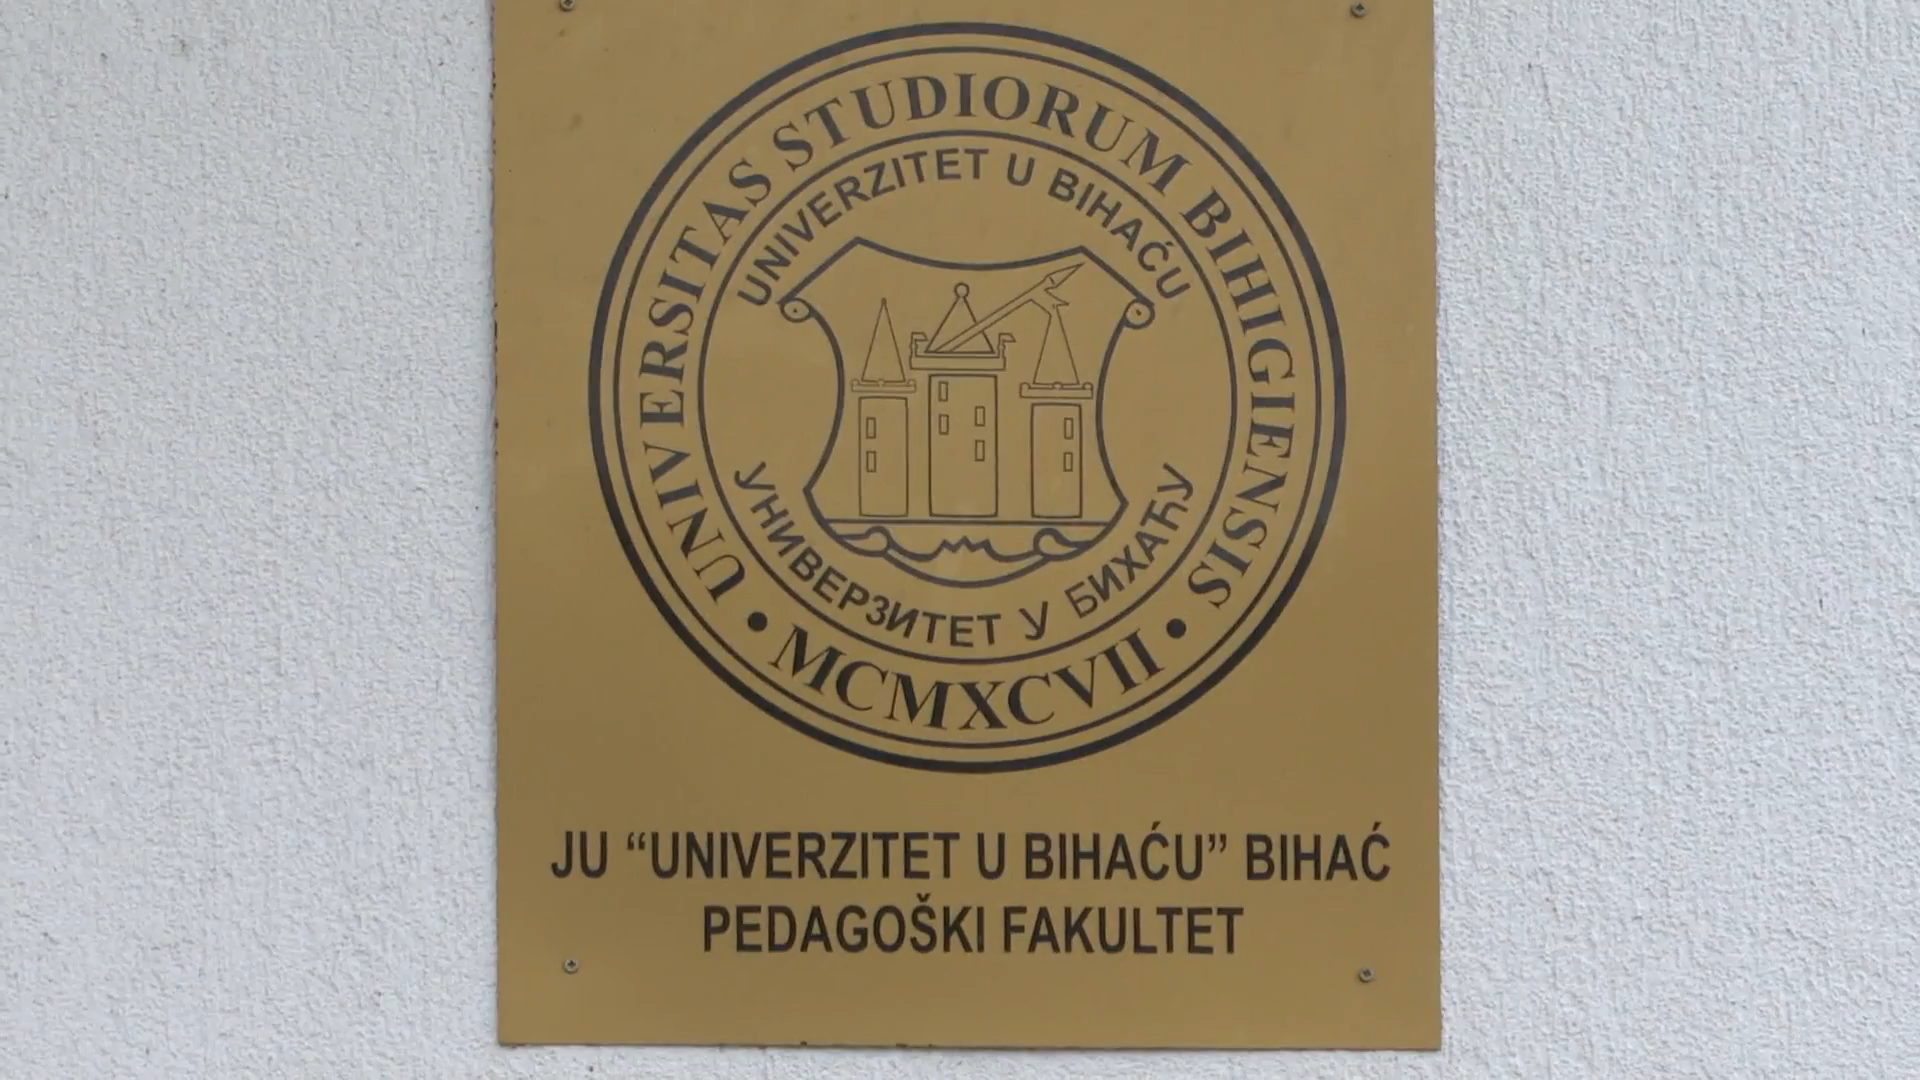 UNIVERSITAS STUDIORUM BIHIGIENSIS
UNIVERZITET U BIHAĆU
УНИВЕРЗИТЕТ У БИХАЋУ
• MCMXCVII •
JU “UNIVERZITET U BIHAĆU” BIHAĆ
PEDAGOŠKI FAKULTET